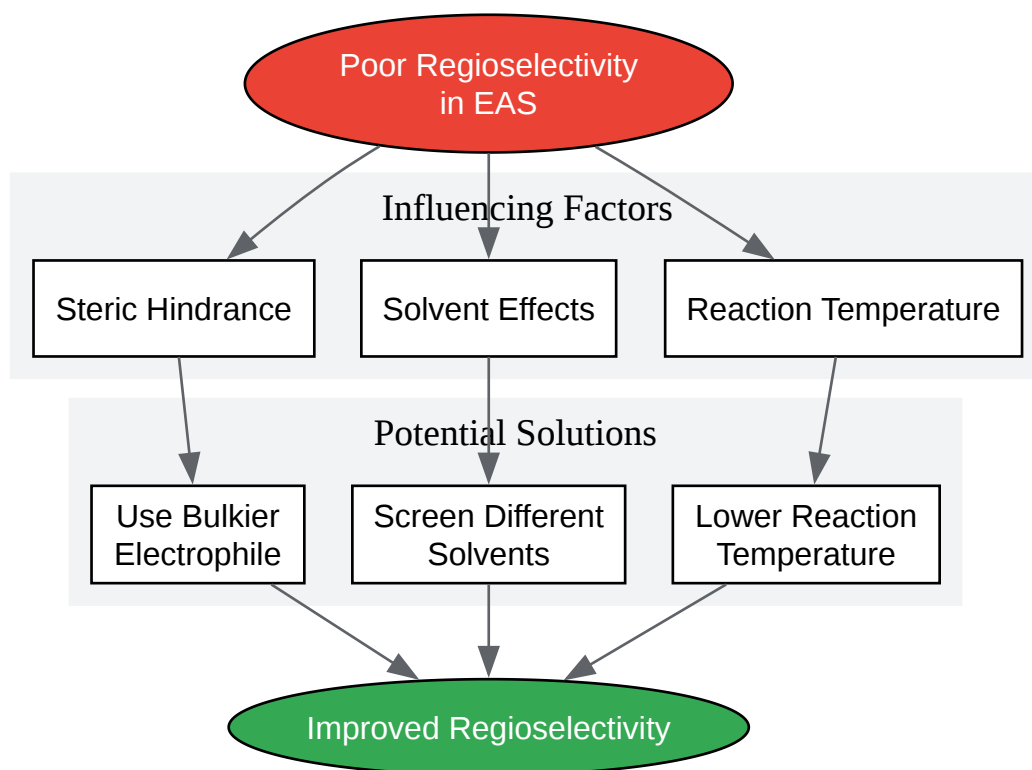 Poor Regioselectivity
in EAS
Influencing Factors
Steric Hindrance
Solvent Effects
Reaction Temperature
Potential Solutions
Use Bulkier
Electrophile
Screen Different
Solvents
Lower Reaction
Temperature
Improved Regioselectivity